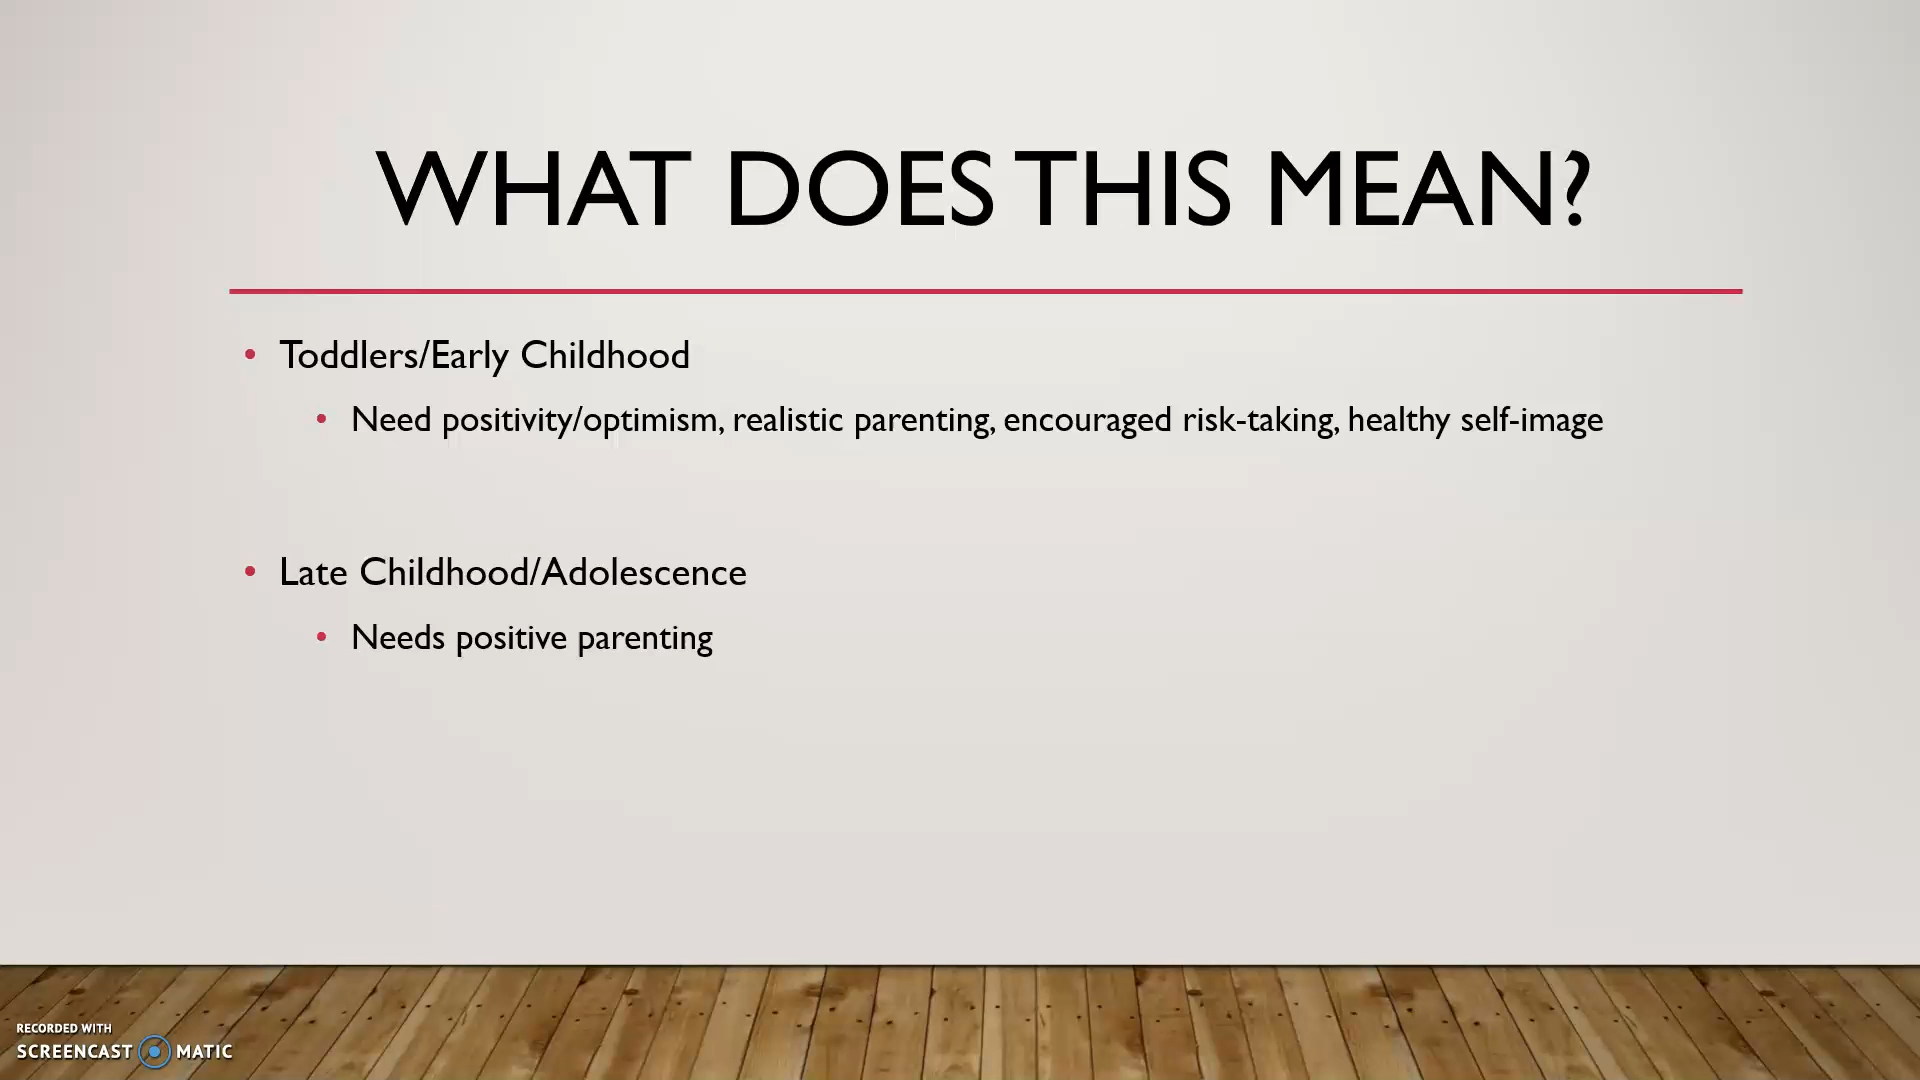 WHAT DOES THIS MEAN?
• Toddlers/Early Childhood
• Need positivity/optimism, realistic parenting, encouraged risk-taking, healthy self-image
• Late Childhood/Adolescence
• Needs positive parenting
RECORDED WITH
SCREENCAST MATIC